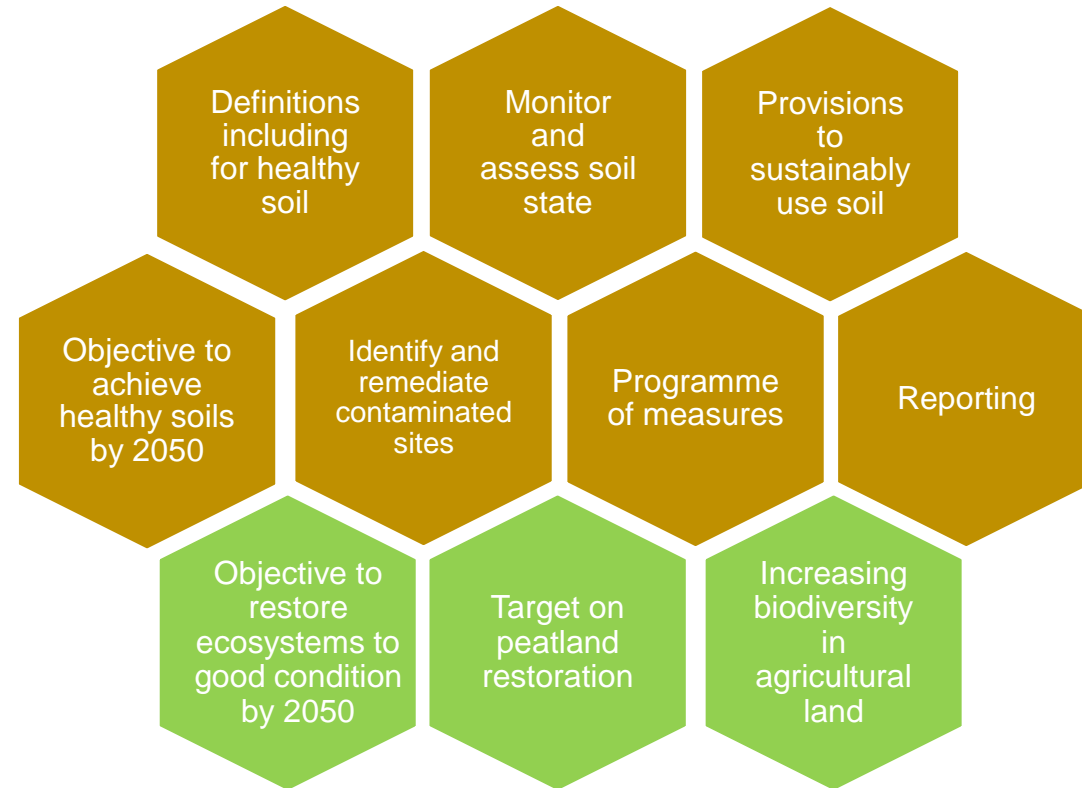 Definitions
including
for healthy
soil
Monitor
and
assess soil
state
Provisions
to
sustainably
use soil
Objective to
achieve
healthy soils
by 2050
Identify and
remediate
contaminated
sites
Programme
of measures
Reporting
Objective to
restore
ecosystems to
good condition
by 2050
Target on
peatland
restoration
Increasing
biodiversity
in
agricultural
land